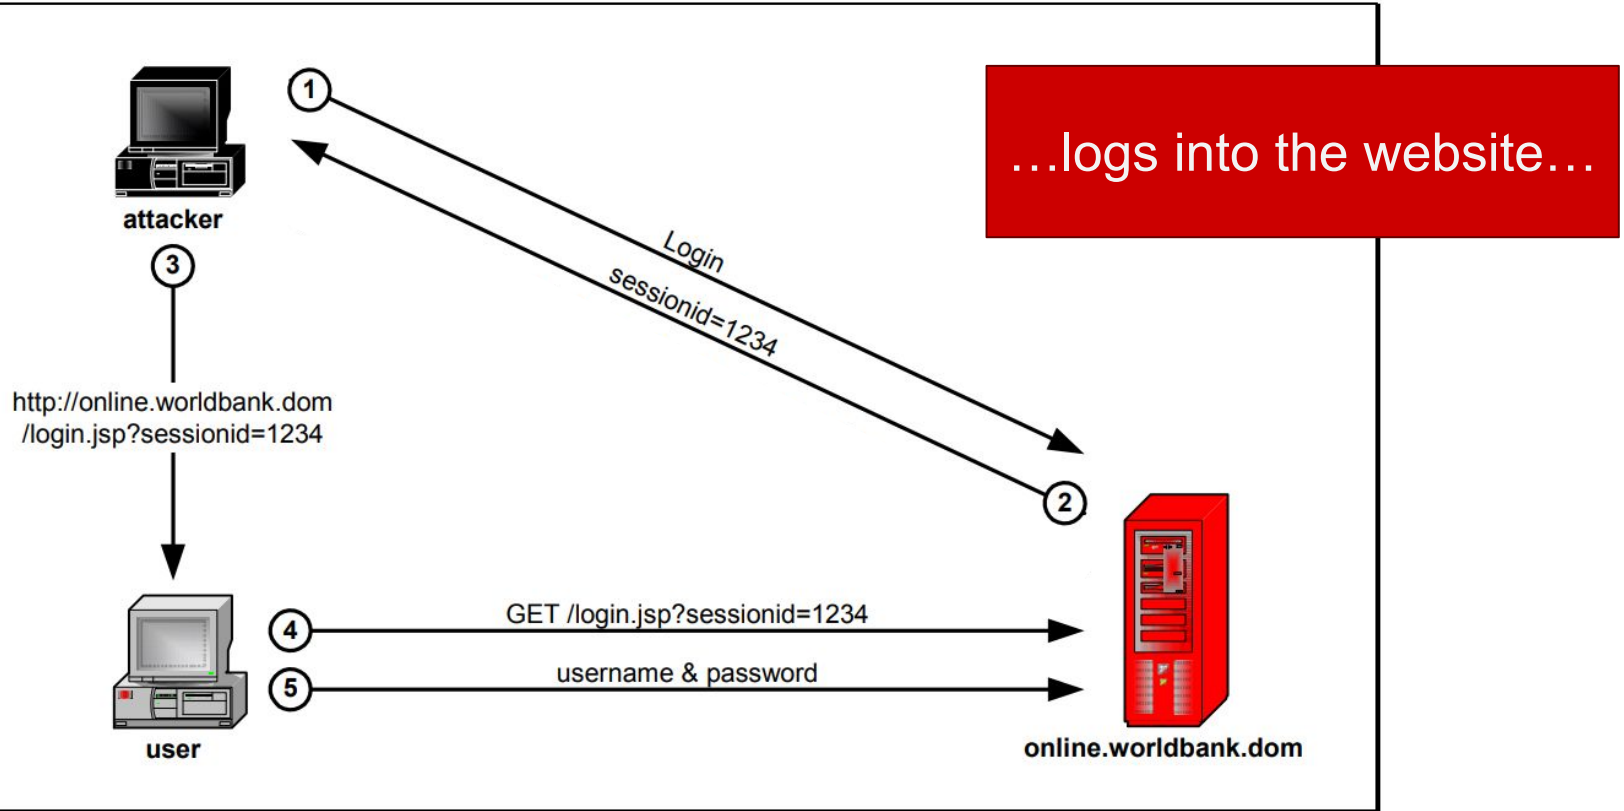 1
…logs into the website…
attacker
Login
3
sessionid=1234
http://online.worldbank.dom
/login.jsp?sessionid=1234
2
4
GET /login.jsp?sessionid=1234
5
username & password
user
online.worldbank.dom